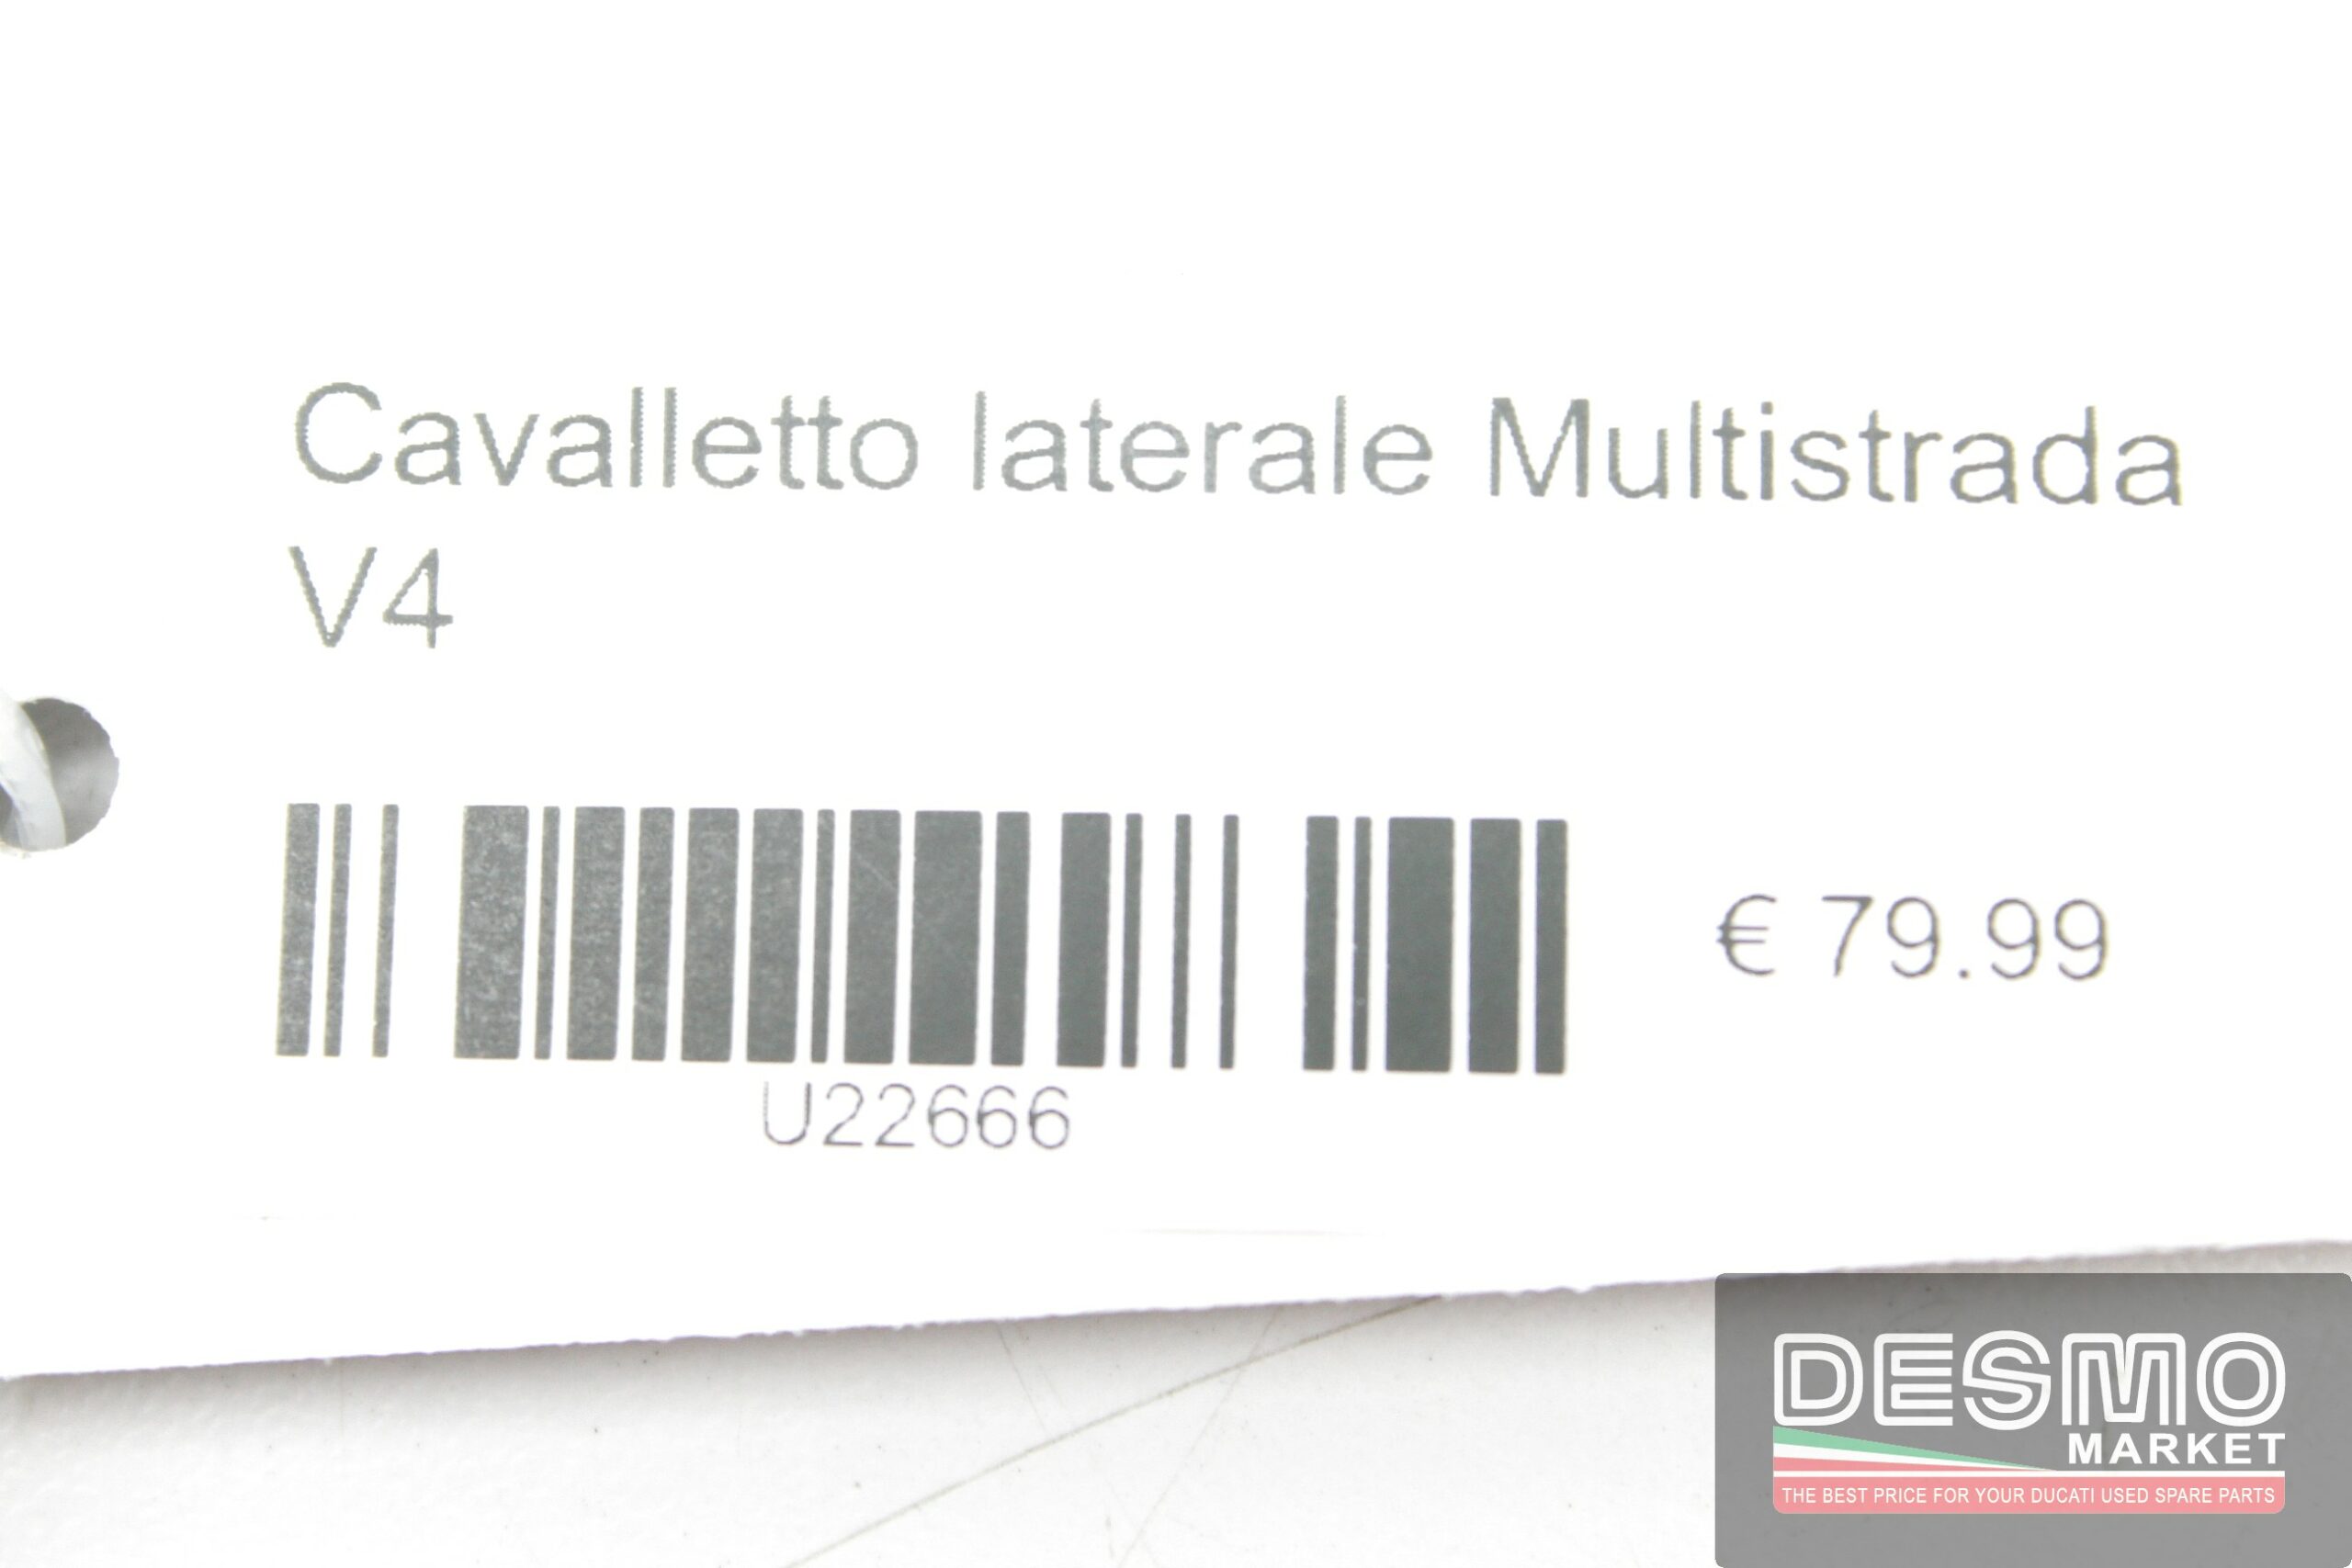 Cavalletto laterale Multistrada
V4
€ 79.99
U22666
DESMO
MARKET
THE BEST PRICE FOR YOUR DUCATI USED SPARE PARTS